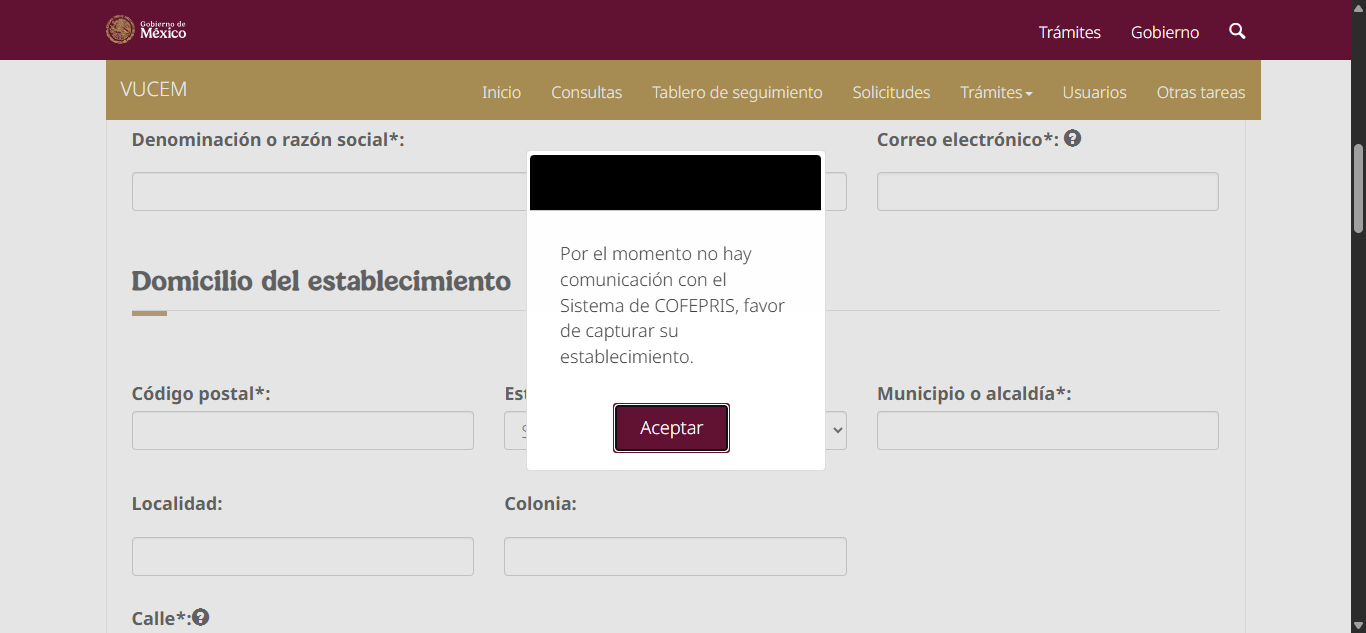 Gobierno de
México
Trámites
Gobierno
VUCEM
Inicio
Consultas
Tablero de seguimiento
Solicitudes
Trámites
Usuarios
Otras tareas
Denominación o razón social*:
Correo electrónico*:
Por el momento no hay
comunicación con el
Sistema de COFEPRIS, favor
de capturar su
establecimiento.
Aceptar
Domicilio del establecimiento
Código postal*:
Municipio o alcaldía*:
Localidad:
Colonia:
Calle*: